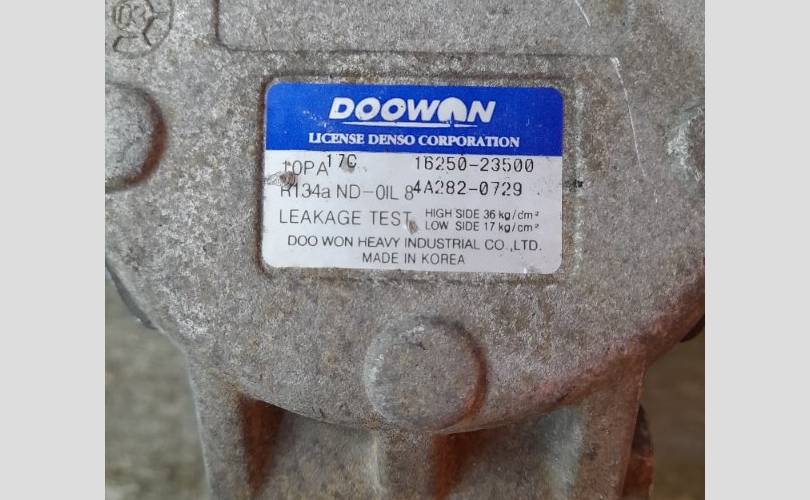 03
DOOWON
LICENSE DENSO CORPORATION
10PA17C 16250-23500
R134a ND-OIL 8 4A282-0729
LEAKAGE TEST HIGH SIDE 36 kg/cm²
LOW SIDE 17 kg/cm²
DOO WON HEAVY INDUSTRIAL CO.,LTD.
MADE IN KOREA